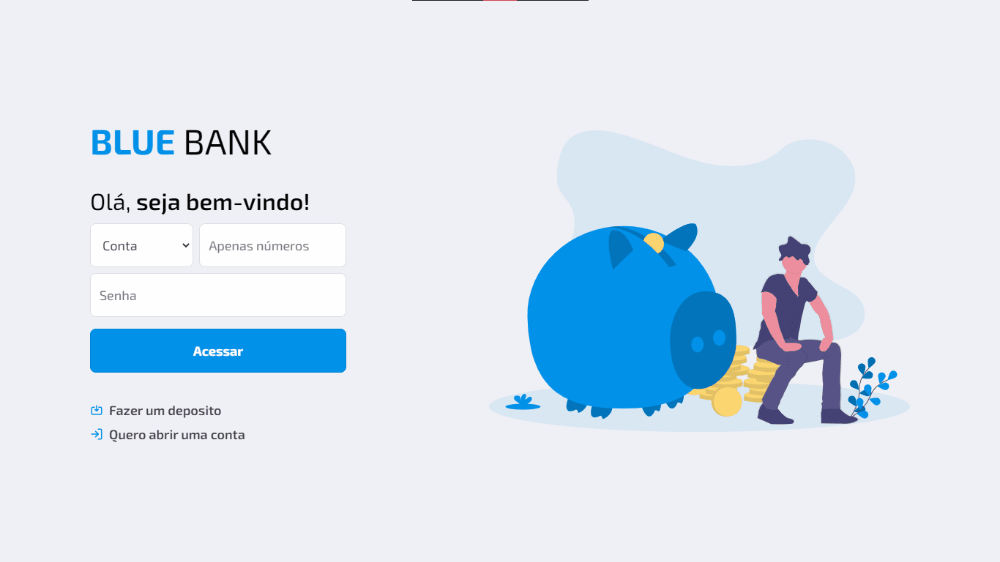 BLUE BANK
Olá, seja bem-vindo!
Conta
Apenas números
Senha
Acessar
Fazer um deposito
Quero abrir uma conta